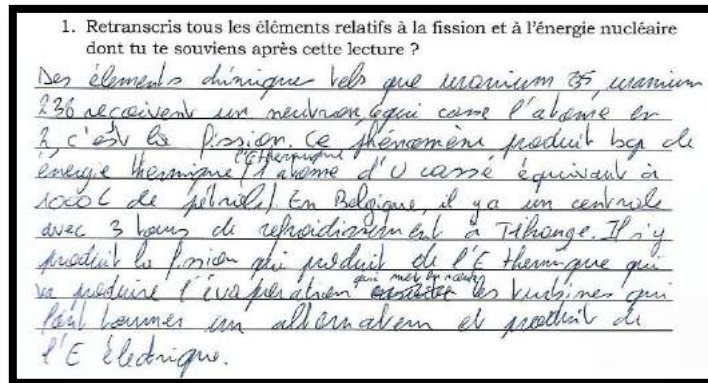 1. Retranscris tous les éléments relatifs à la fission et à l'énergie nucléaire
dont tu te souviens après cette lecture ?
Des élements chimiques tels que uranium 35, uranium
236 reçoivent un neutron, qui casse l'atome en
2, c'est la fission. Ce phénomène produit bcp de
énergie thermique (l'E thermique 1 atome d'U cassé équivaut à
1000 L de pétrole). En Belgique, il y a un centrale
avec 3 tours de refroidissement à Tihange. Il s'y
produit la fission qui produit de l'E thermique qui
va produire l'évaporation qui met en route les turbines qui
font tourner un alternateur et produit de
l'E électrique.